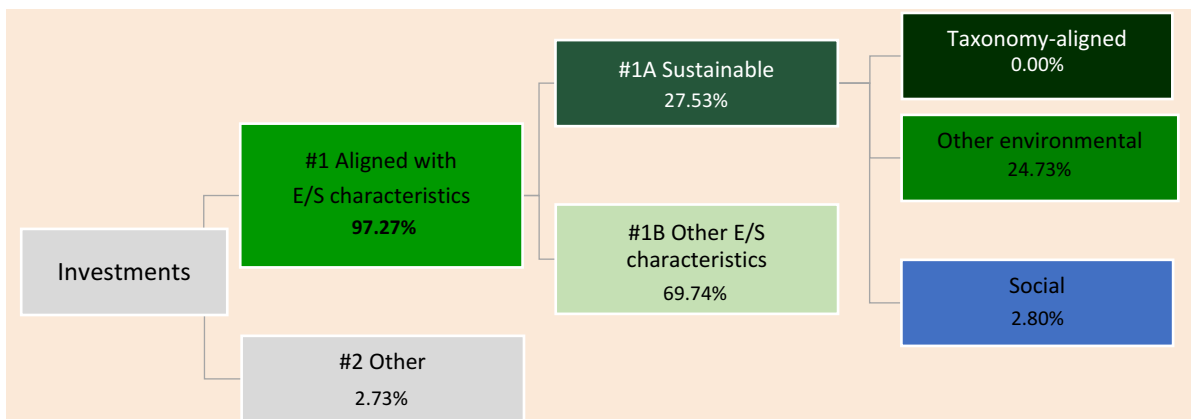 Investments
#1 Aligned with
E/S characteristics
97.27%
#2 Other
2.73%
#1A Sustainable
27.53%
#1B Other E/S
characteristics
69.74%
Taxonomy-aligned
0.00%
Other environmental
24.73%
Social
2.80%